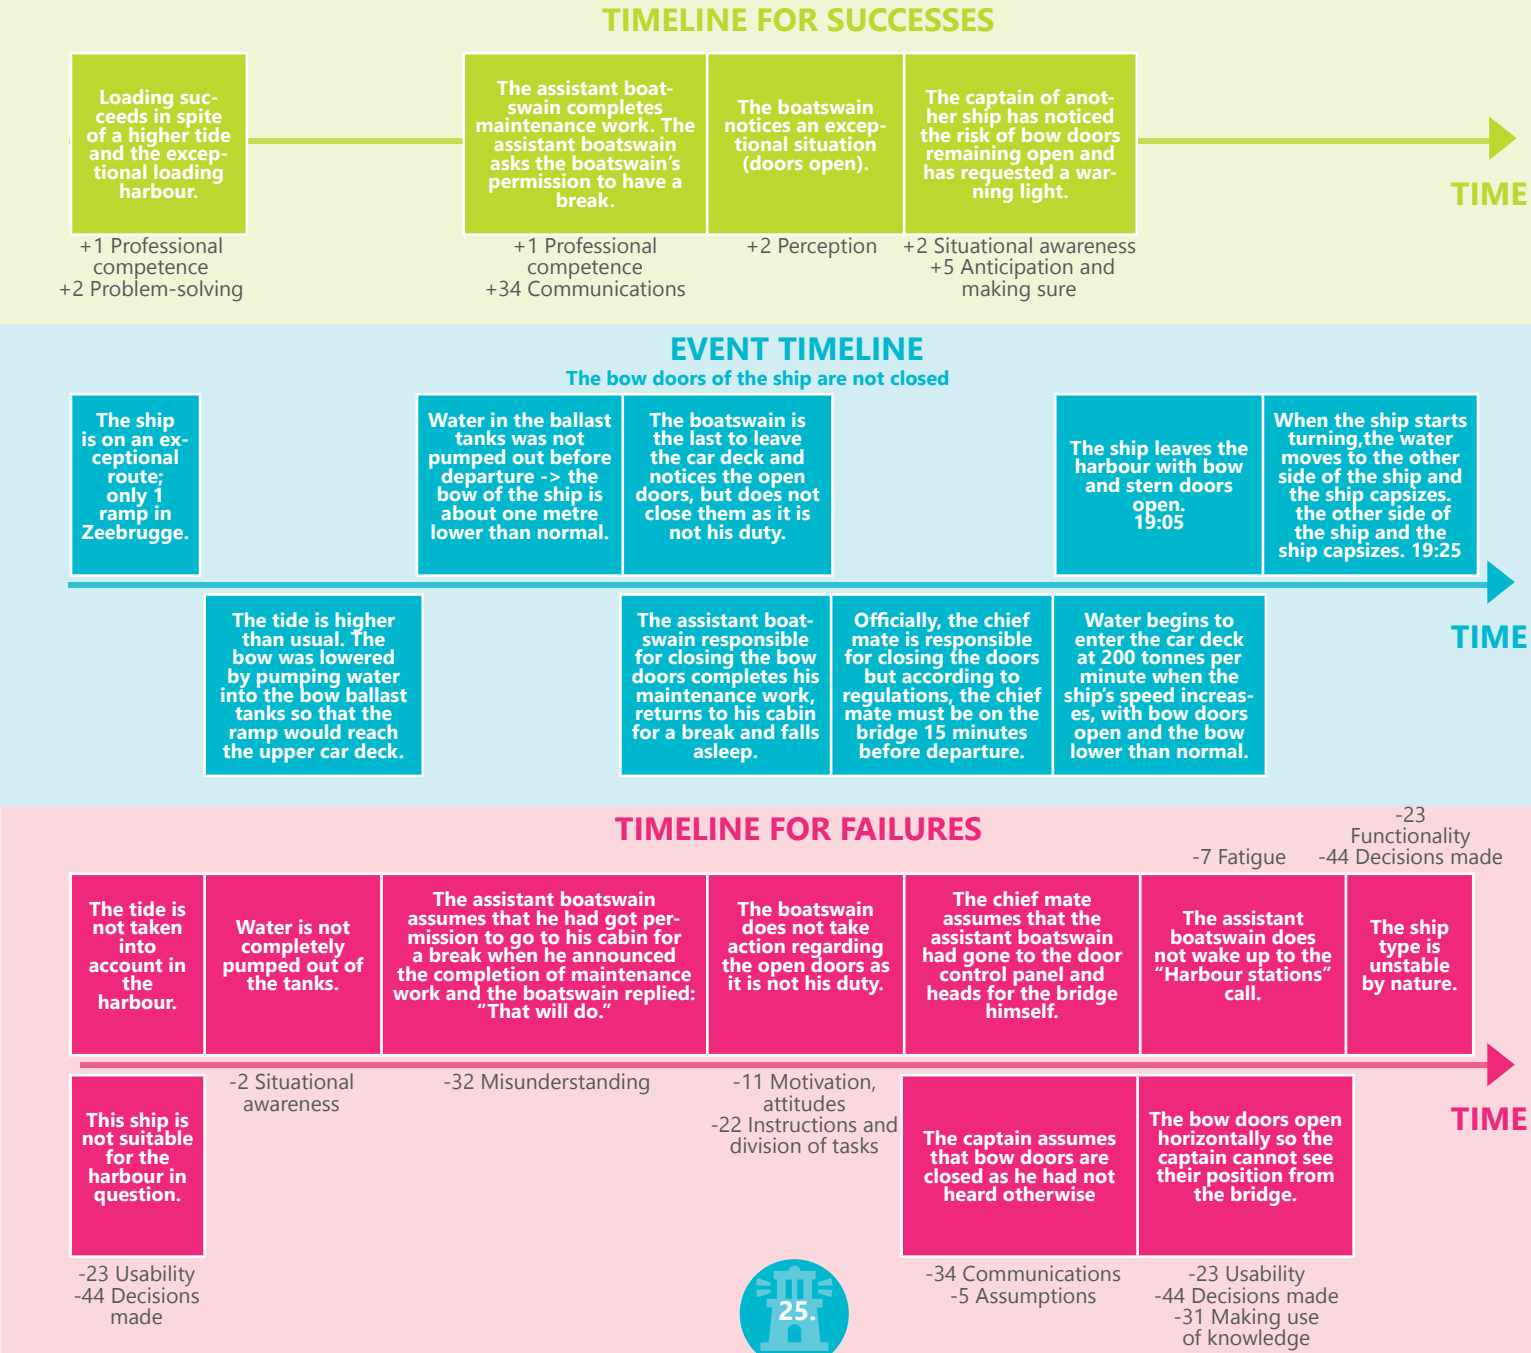 TIMELINE FOR SUCCESSES
Loading suc-
ceeds in spite
of a higher tide
and the excep-
tional loading
harbour.
The assistant boat-
swain completes
maintenance work. The
assistant boatswain
asks the boatswain's
permission to have a
break.
The boatswain
notices an excep-
tional situation
(doors open).
The captain of anot-
her ship has noticed
the risk of bow doors
remaining open and
has requested a war-
ning light.
TIME
+1 Professional
competence
+2 Problem-solving
+1 Professional
competence
+34 Communications
+2 Perception
+2 Situational awareness
+5 Anticipation and
making sure
EVENT TIMELINE
The bow doors of the ship are not closed
The ship
is on an ex-
ceptional
route;
only 1
ramp in
Zeebrugge.
Water in the ballast
tanks was not
pumped out before
departure -> the
bow of the ship is
about one metre
lower than normal.
The boatswain is
the last to leave
the car deck and
notices the open
doors, but does not
close them as it is
not his duty.
The ship leaves the
harbour with bow
and stern doors
open.
19:05
When the ship starts
turning,the water
moves to the other
side of the ship and
the ship capsizes.
the other side of
the ship and the
ship capsizes. 19:25
The tide is higher
than usual. The
bow was lowered
by pumping water
into the bow ballast
tanks so that the
ramp would reach
the upper car deck.
The assistant boat-
swain responsible
for closing the bow
doors completes his
maintenance work,
returns to his cabin
for a break and falls
asleep.
Officially, the chief
mate is responsible
for closing the doors
but according to
regulations, the chief
mate must be on the
bridge 15 minutes
before departure.
Water begins to
enter the car deck
at 200 tonnes per
minute when the
ship's speed increas-
es, with bow doors
open and the bow
lower than normal.
TIME
TIMELINE FOR FAILURES
-7 Fatigue
-23
Functionality
-44 Decisions made
The tide is
not taken
into
account in
the
harbour.
Water is not
completely
pumped out of
the tanks.
The assistant boatswain
assumes that he had got per-
mission to go to his cabin for
a break when he announced
the completion of maintenance
work and the boatswain replied:
“That will do.”
The boatswain
does not take
action regarding
the open doors as
it is not his duty.
The chief mate
assumes that the
assistant boatswain
had gone to the door
control panel and
heads for the bridge
himself.
The assistant
boatswain does
not wake up to the
“Harbour stations”
call.
The ship
type is
unstable
by nature.
-2 Situational
awareness
-32 Misunderstanding
-11 Motivation,
attitudes
-22 Instructions and
division of tasks
TIME
This ship is
not suitable
for the
harbour in
question.
The captain assumes
that bow doors are
closed as he had not
heard otherwise
The bow doors open
horizontally so the
captain cannot see
their position from
the bridge.
-23 Usability
-44 Decisions
made
-34 Communications
-5 Assumptions
-23 Usability
-44 Decisions made
-31 Making use
of knowledge
25.